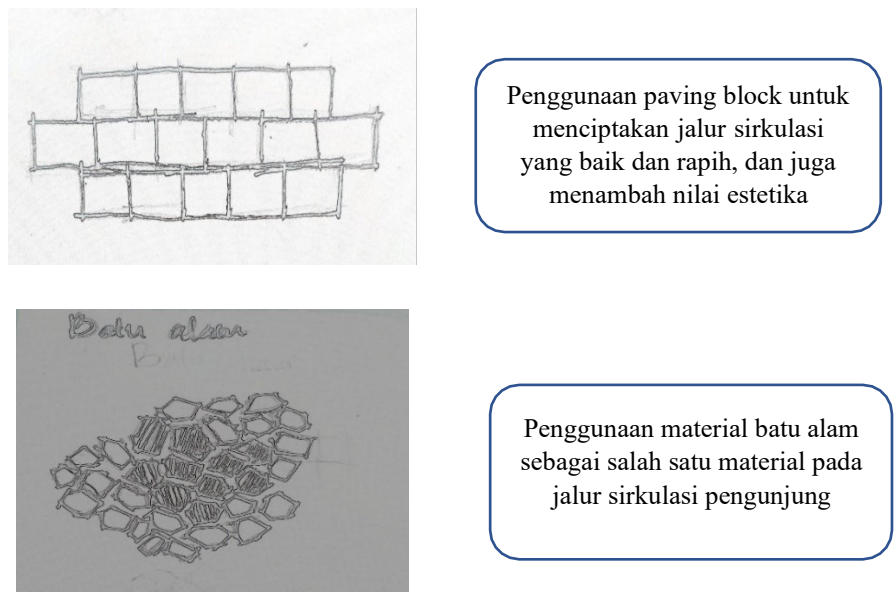 Penggunaan paving block untuk
menciptakan jalur sirkulasi
yang baik dan rapih, dan juga
menambah nilai estetika
Batu alam
Penggunaan material batu alam
sebagai salah satu material pada
jalur sirkulasi pengunjung